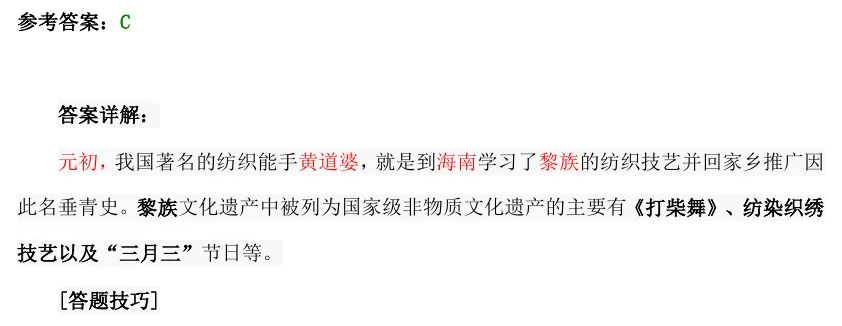 参考答案：C
答案详解：
元初，我国著名的纺织能手黄道婆，就是到海南学习了黎族的纺织技艺并回家乡推广因
此名垂青史。黎族文化遗产中被列为国家级非物质文化遗产的主要有《打柴舞》、纺染织绣
技艺以及“三月三”节日等。
[答题技巧]